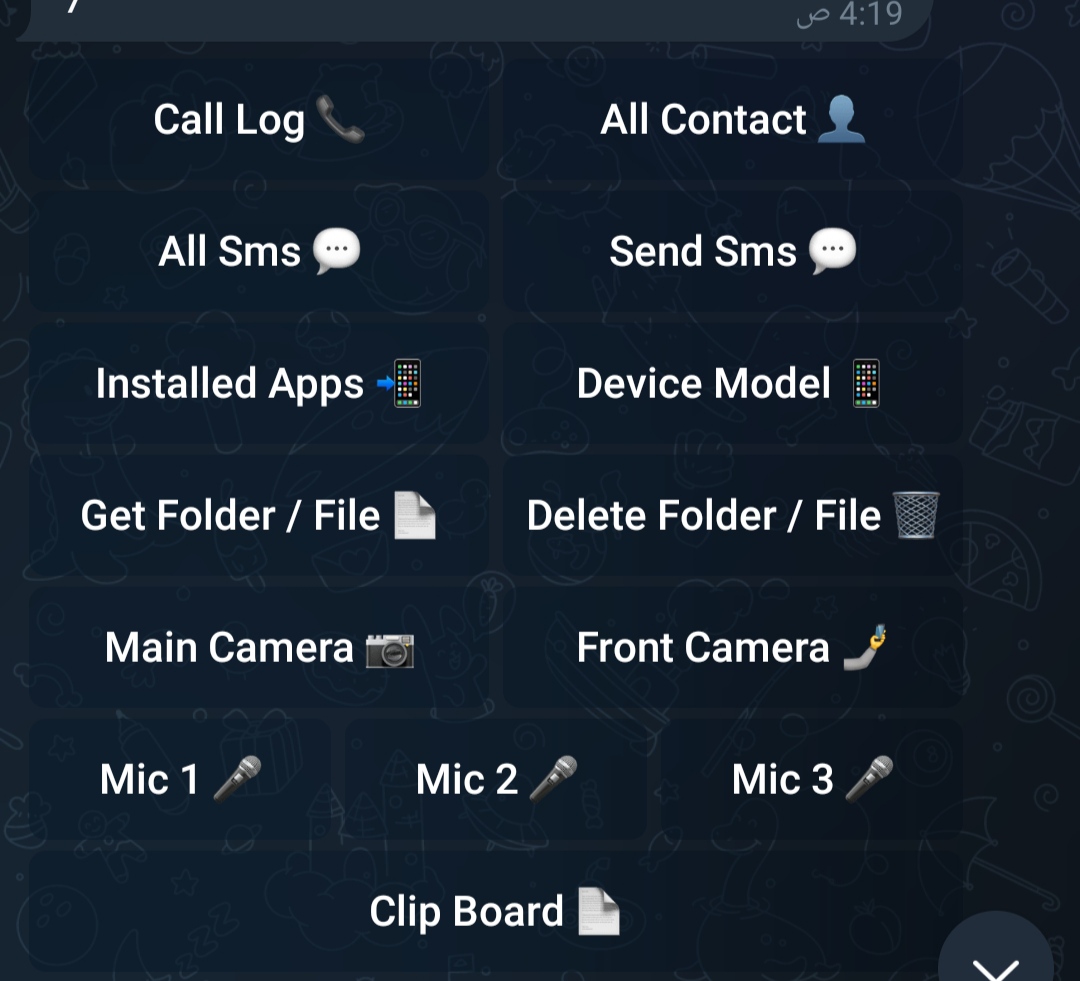 4:19 ص
Call Log 📞 All Contact 👤
All Sms 💬 Send Sms 💬
Installed Apps 📲 Device Model 📱
Get Folder / File 📄 Delete Folder / File 🗑️
Main Camera 📷 Front Camera 🤳
Mic 1 🎤 Mic 2 🎤 Mic 3 🎤
Clip Board 📄